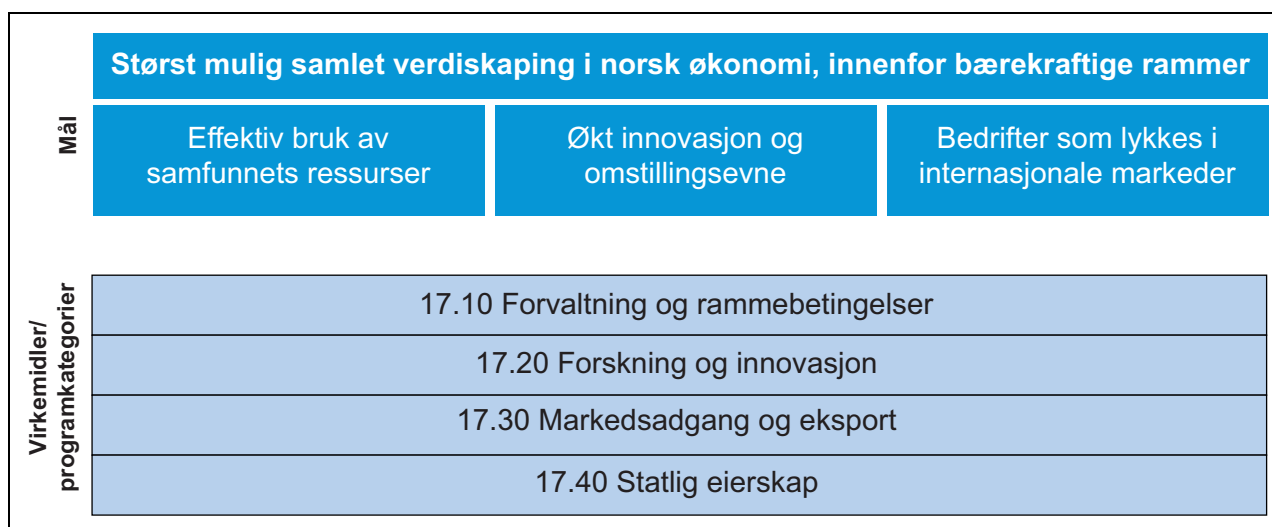 Mål
Størst mulig samlet verdiskaping i norsk økonomi, innenfor bærekraftige rammer
Effektiv bruk av
samfunnets ressurser
Økt innovasjon og
omstillingsevne
Bedrifter som lykkes i
internasjonale markeder
Virkemidler/
programkategorier
17.10 Forvaltning og rammebetingelser
17.20 Forskning og innovasjon
17.30 Markedsadgang og eksport
17.40 Statlig eierskap